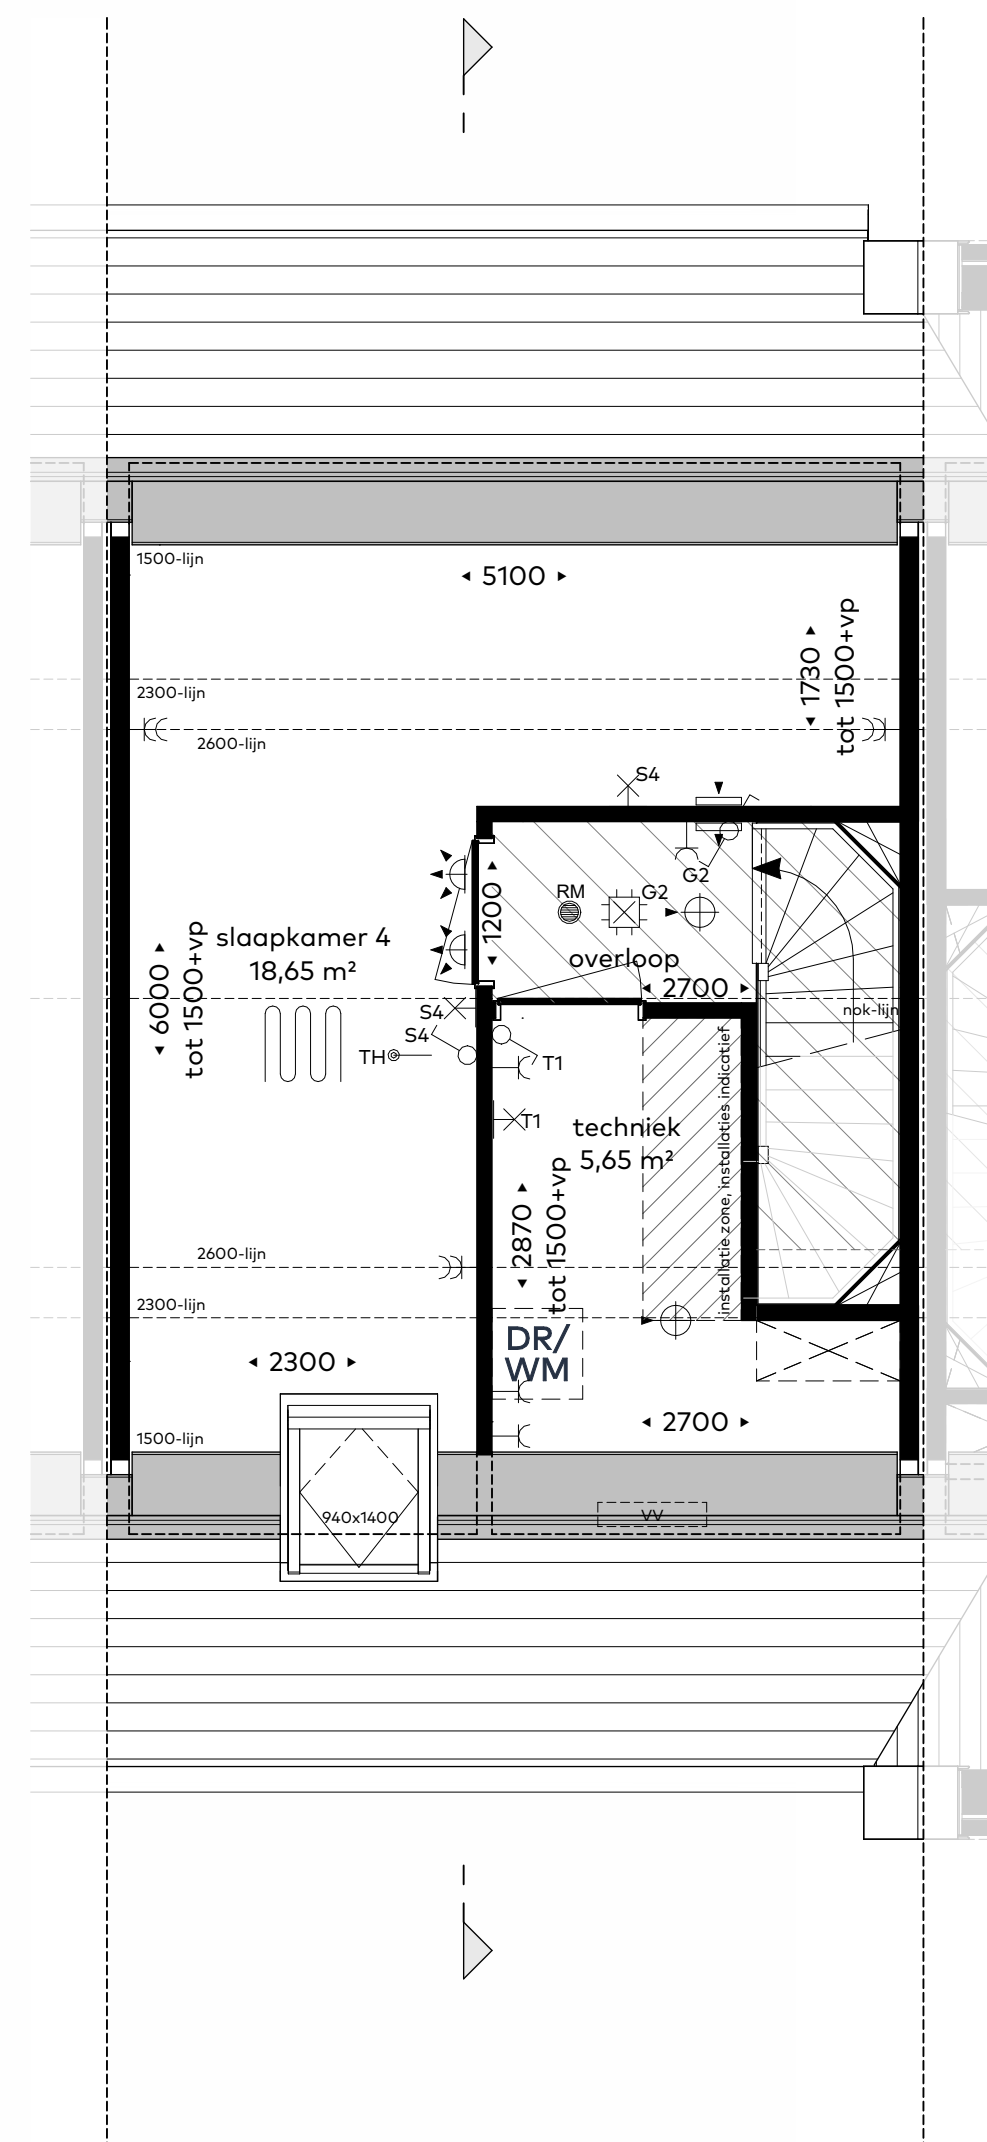 1500-lijn
5100
1730
tot 1500+vp
2300-lijn
2600-lijn
S4
G2
RM
G2
1200
slaapkamer 4
18,65 m²
overloop
2700
6000
tot 1500+vp
nok-lijn
S4
S4
TH
T1
T1
techniek
5,65 m²
installatie zone, installaties indicatief
2870
tot 1500+vp
2600-lijn
2300-lijn
DR/
WM
2300
2700
1500-lijn
940x1400
VV